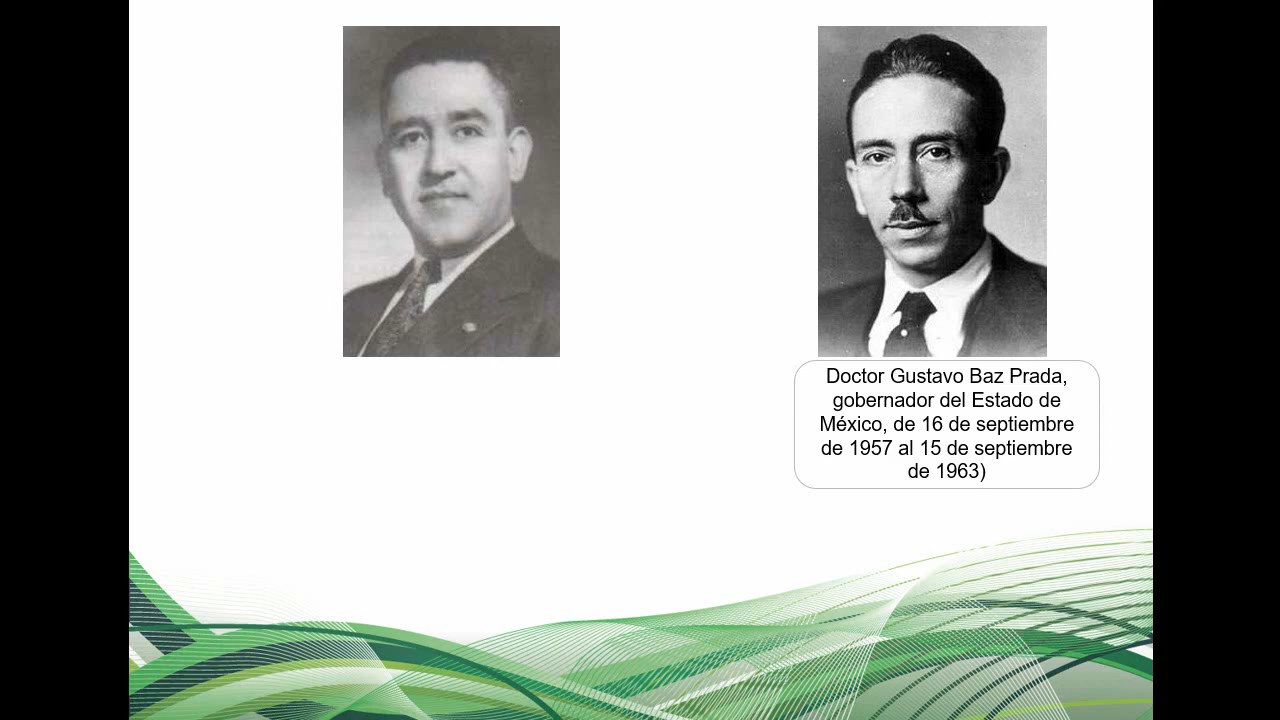 Doctor Gustavo Baz Prada,
gobernador del Estado de
México, de 16 de septiembre
de 1957 al 15 de septiembre
de 1963)